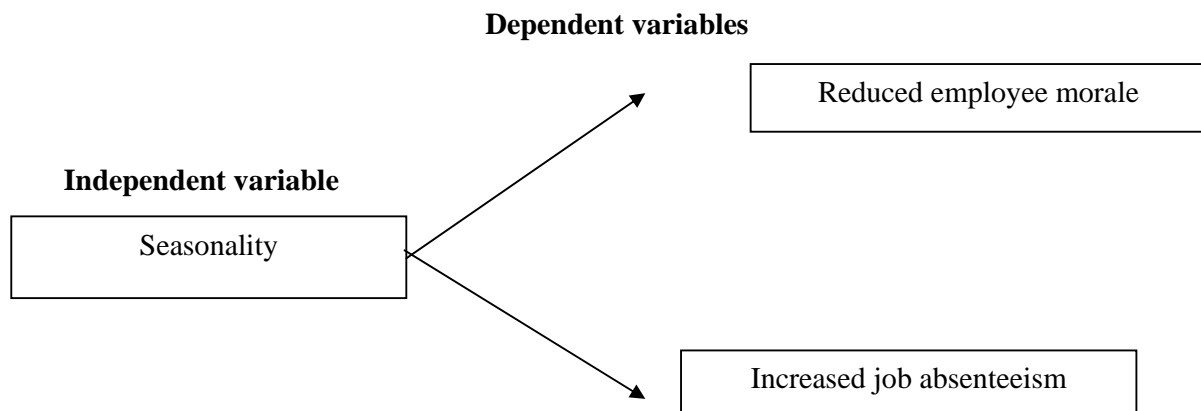 Dependent variables
Reduced employee morale
Independent variable
Seasonality
Increased job absenteeism